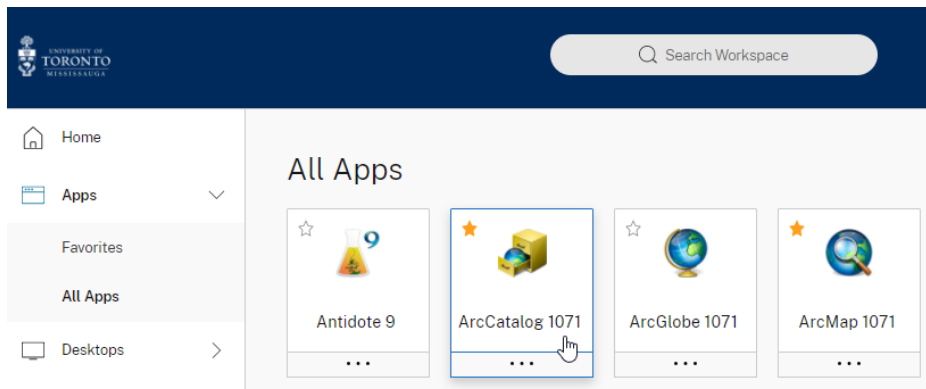 UNIVERSITY OF
TORONTO
MISSISSAUGA
Search Workspace
Home
Apps
Favorites
All Apps
Desktops
All Apps
9
Antidote 9
ArcCatalog 1071
ArcGlobe 1071
ArcMap 1071